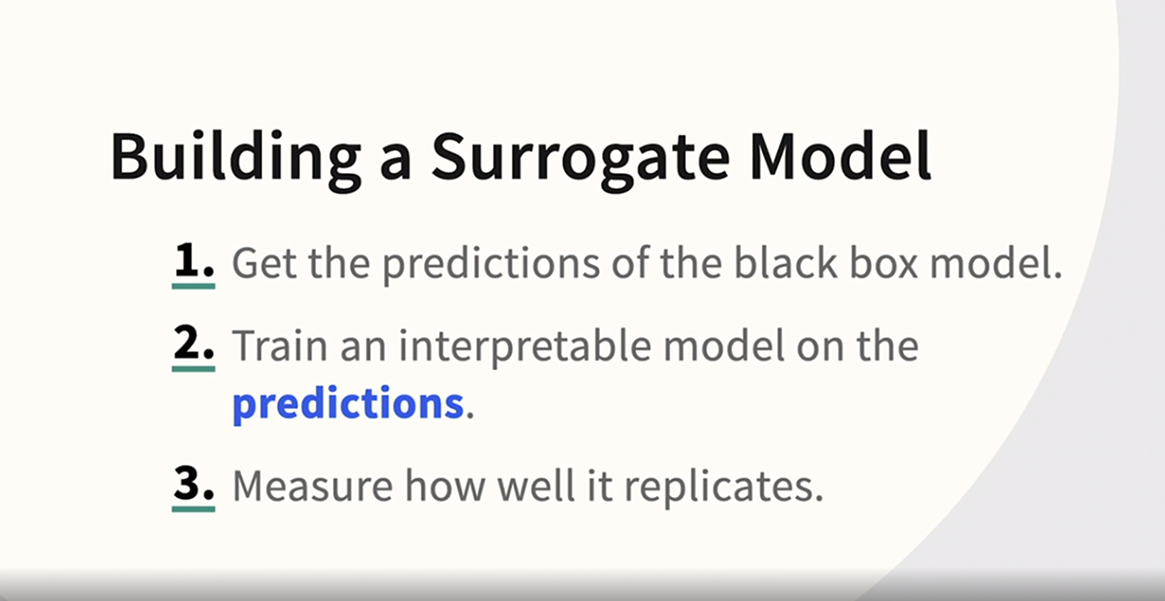 Building a Surrogate Model
1. Get the predictions of the black box model.
2. Train an interpretable model on the
predictions.
3. Measure how well it replicates.